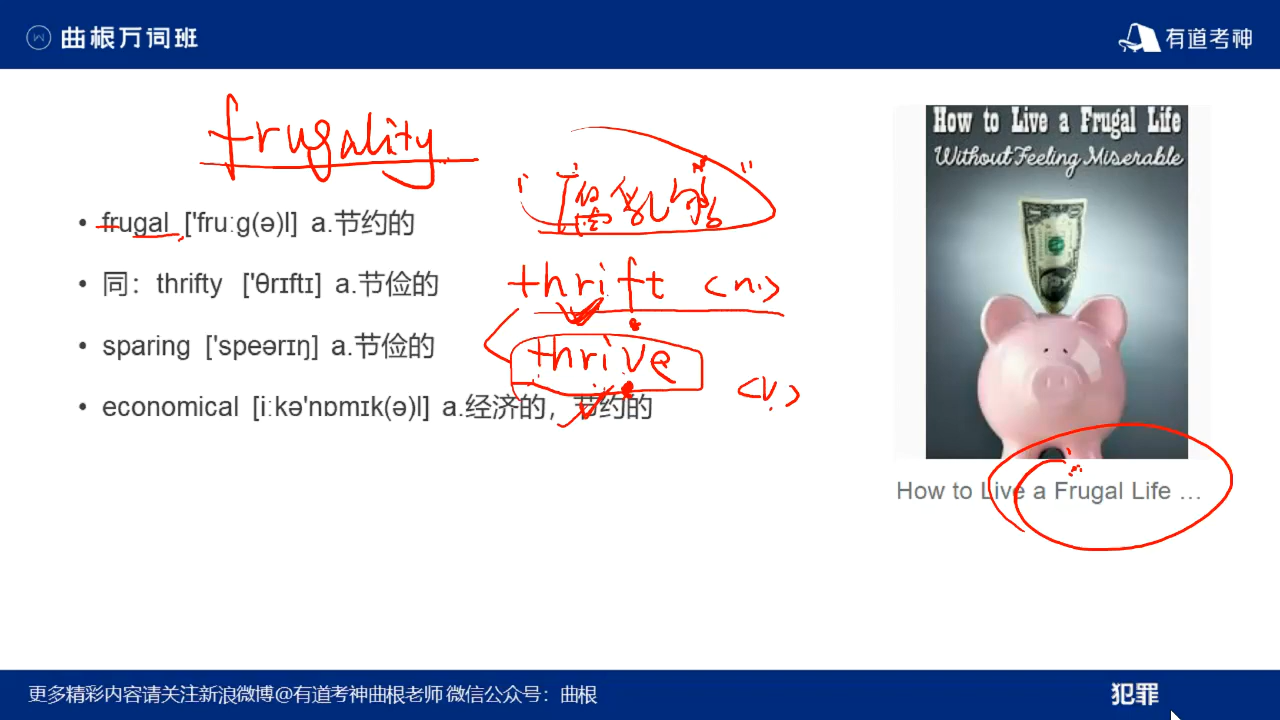 曲根万词班
有道考神
frugality
• frugal ['fruːg(ə)l] a.节约的
• 同：thrifty ['θrɪftɪ] a.节俭的
• sparing ['speərɪŋ] a.节俭的
• economical [iːkə'nɒmɪk(ə)l] a.经济的，节约的
thrift <n.>
thrive
<v.>
How to Live a Frugal Life
Without Feeling Miserable
How to Live a Frugal Life ...
更多精彩内容请关注新浪微博@有道考神曲根老师 微信公众号：曲根
犯罪